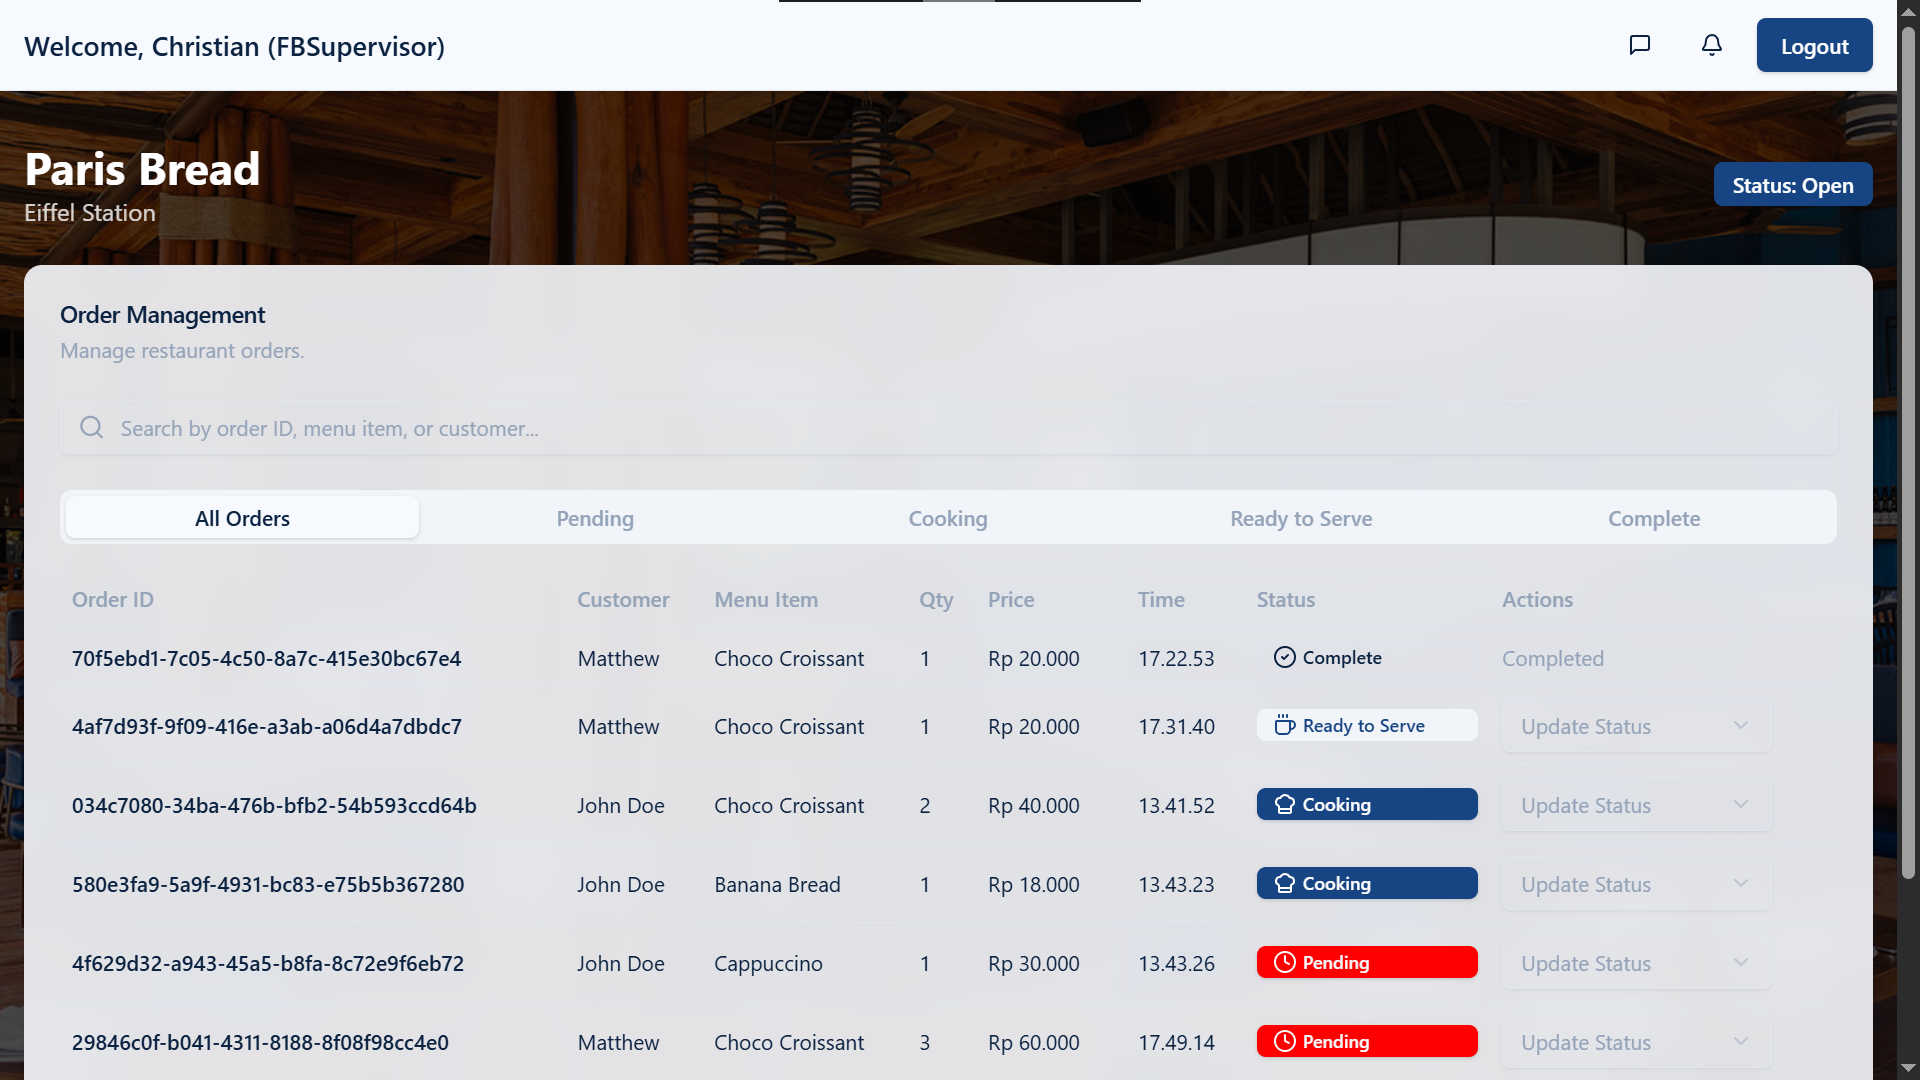 Welcome, Christian (FBSupervisor)
Logout
Paris Bread
Eiffel Station
Status: Open
Order Management
Manage restaurant orders.
Search by order ID, menu item, or customer...
All Orders Pending Cooking Ready to Serve Complete
Order ID Customer Menu Item Qty Price Time Status Actions
70f5ebd1-7c05-4c50-8a7c-415e30bc67e4 Matthew Choco Croissant 1 Rp 20.000 17.22.53 Complete Completed
4af7d93f-9f09-416e-a3ab-a06d4a7dbdc7 Matthew Choco Croissant 1 Rp 20.000 17.31.40 Ready to Serve Update Status
034c7080-34ba-476b-bfb2-54b593ccd64b John Doe Choco Croissant 2 Rp 40.000 13.41.52 Cooking Update Status
580e3fa9-5a9f-4931-bc83-e75b5b367280 John Doe Banana Bread 1 Rp 18.000 13.43.23 Cooking Update Status
4f629d32-a943-45a5-b8fa-8c72e9f6eb72 John Doe Cappuccino 1 Rp 30.000 13.43.26 Pending Update Status
29846c0f-b041-4311-8188-8f08f98cc4e0 Matthew Choco Croissant 3 Rp 60.000 17.49.14 Pending Update Status